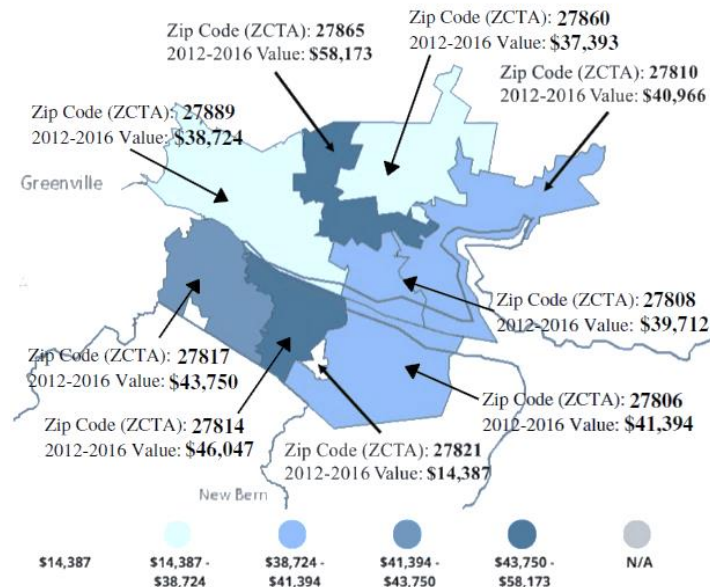 Zip Code (ZCTA): 27860
2012-2016 Value: $37,393
Zip Code (ZCTA): 27865
2012-2016 Value: $58,173
Zip Code (ZCTA): 27810
2012-2016 Value: $40,966
Zip Code (ZCTA): 27889
2012-2016 Value: $38,724
Greenville
Zip Code (ZCTA): 27808
2012-2016 Value: $39,712
Zip Code (ZCTA): 27817
2012-2016 Value: $43,750
Zip Code (ZCTA): 27806
2012-2016 Value: $41,394
Zip Code (ZCTA): 27814
2012-2016 Value: $46,047
Zip Code (ZCTA): 27821
2012-2016 Value: $14,387
New Bern
$14,387
$14,387 -
$38,724
$38,724 -
$41,394
$41,394 -
$43,750
$43,750 -
$58,173
N/A